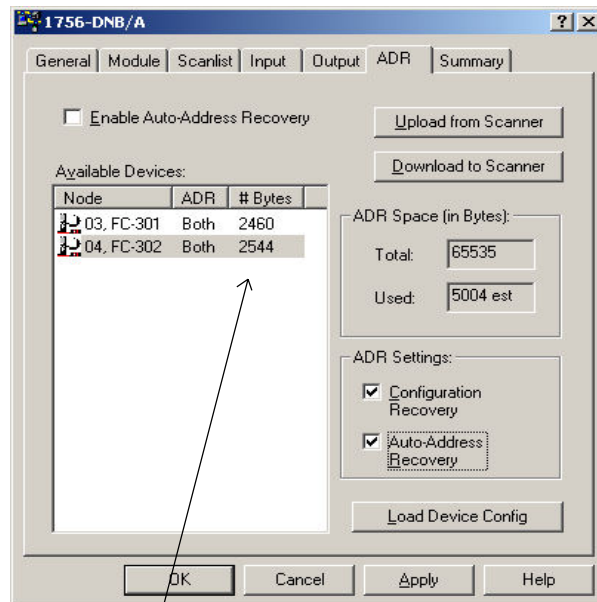 1756-DNB/A
General Module Scanlist Input Output ADR Summary
Enable Auto-Address Recovery
Upload from Scanner
Download to Scanner
Available Devices:
Node ADR # Bytes
03, FC-301 Both 2460
04, FC-302 Both 2544
ADR Space (in Bytes):
Total: 65535
Used: 5004 est
ADR Settings:
Configuration
Recovery
Auto-Address
Recovery
Load Device Config
OK Cancel Apply Help